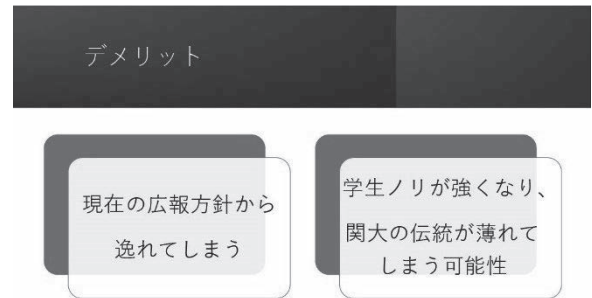 デメリット
現在の広報方針から
逸れてしまう
学生ノリが強くなり、
関大の伝統が薄れて
しまう可能性